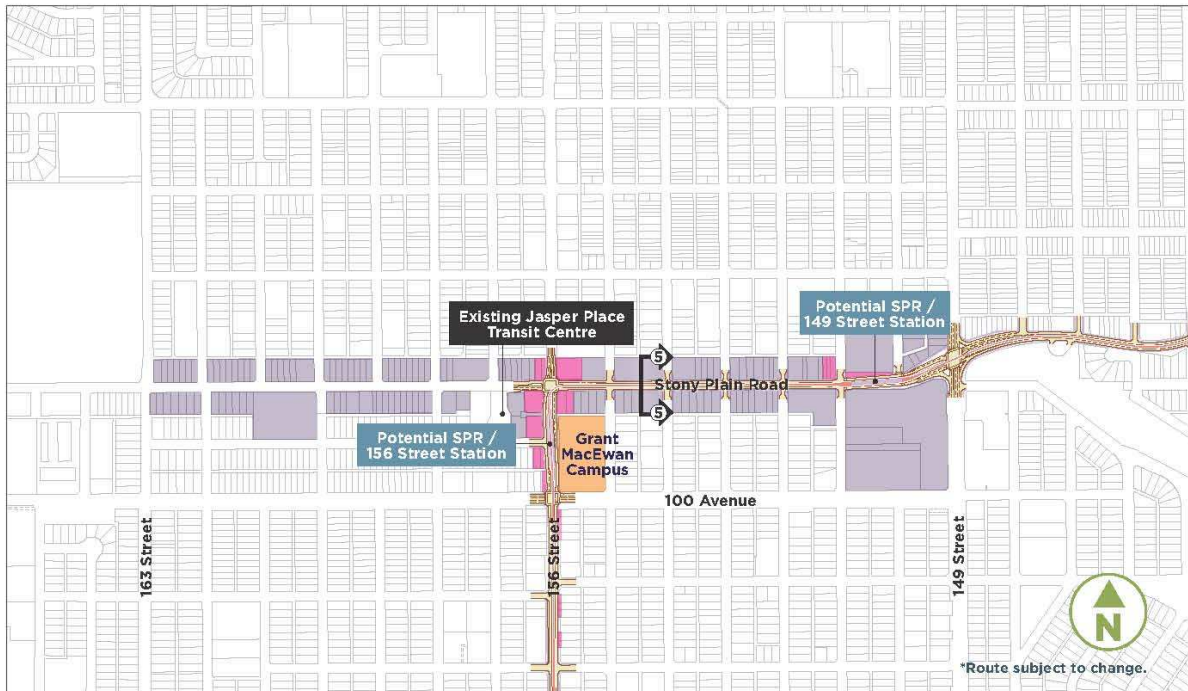 Existing Jasper Place
Transit Centre
Potential SPR /
149 Street Station
5
Stony Plain Road
5
Potential SPR /
156 Street Station
Grant
MacEwan
Campus
100 Avenue
163 Street
156 Street
149 Street
N
*Route subject to change.